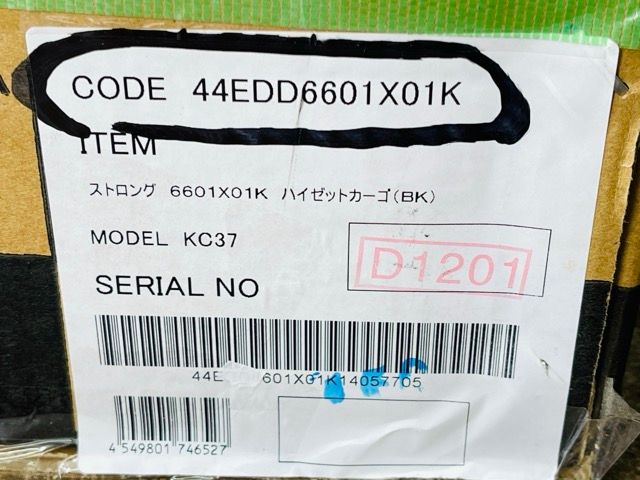 CODE 44EDD6601X01K
ITEM
ストロング 6601X01K ハイゼットカーゴ(BK)
MODEL KC37
D1201
SERIAL NO
44E 601X01K14057705
4 549801 746527